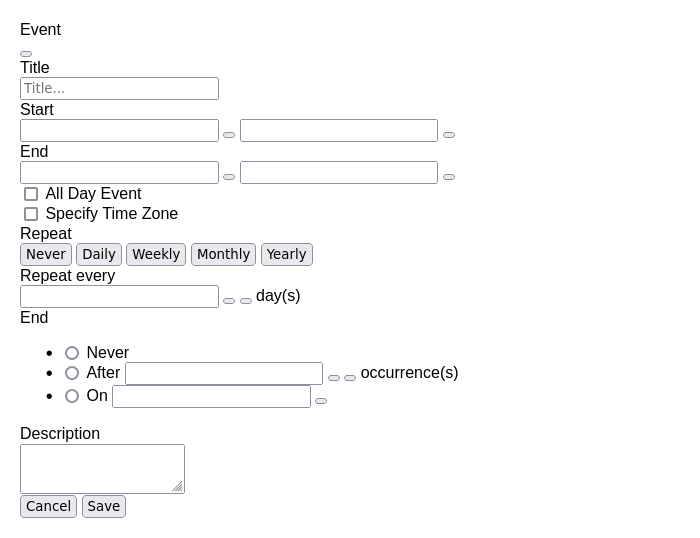 Event
Title
Title...
Start
End
All Day Event
Specify Time Zone
Repeat
Never Daily Weekly Monthly Yearly
Repeat every
day(s)
End
Never
After occurrence(s)
On
Description
Cancel Save